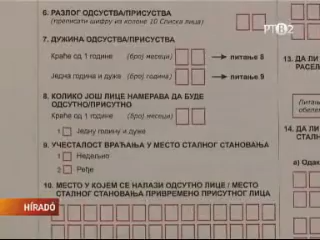 6. РАЗЛОГ ОДСУСТВА/ПРИСУСТВА
(преписати шифру из колоне 10 Списка лица)
7. ДУЖИНА ОДСУСТВА/ПРИСУСТВА
Краће од 1 године (број месеци) питање 8
Једна година и дуже (број година) питање 9
8. КОЛИКО ЈОШ ЛИЦЕ НАМЕРАВА ДА БУДЕ
ОДСУТНО/ПРИСУТНО
Краће од 1 године (број месеци)
1 Једну годину и дуже
9. УЧЕСТАЛОСТ ВРАЋАЊА У МЕСТО СТАЛНОГ СТАНОВАЊА
1 Недељно
2 Ређе
10. МЕСТО У КОЈЕМ СЕ НАЛАЗИ ОДСУТНО ЛИЦЕ / МЕСТО
СТАЛНОГ СТАНОВАЊА ПРИВРЕМЕНО ПРИСУТНОГ ЛИЦА
13. ДА ЛИ
14.
а) Одак
HÍRADÓ